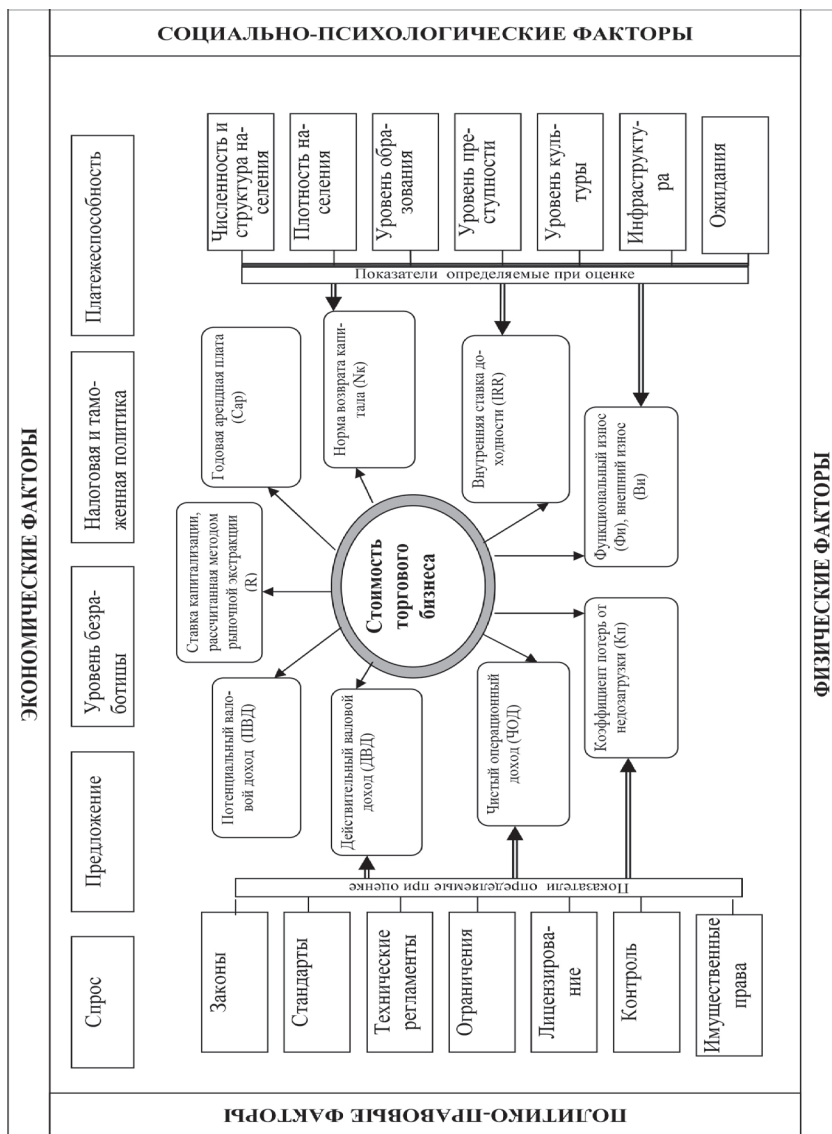 ЭКОНОМИЧЕСКИЕ ФАКТОРЫ
Спрос
Предложение
Уровень безра-
ботицы
Налоговая и тамо-
женная политика
Платежеспособность
ПОЛИТИКО-ПРАВОВЫЕ ФАКТОРЫ
Законы
Стандарты
Технические
регламенты
Ограничения
Лицензирова-
ние
Контроль
Имущественные
права
Показатели определяемые при оценке
Потенциальный вало-
вой доход (ПВД)
Ставка капитализации,
рассчитанная методом
рыночной экстракции
(R)
Годовая арендная плата
(Сар)
Действительный валовой
доход (ДВД)
Стоимость
торгового
бизнеса
Норма возврата капи-
тала (Nк)
Чистый операционный
доход (ЧОД)
Внутренняя ставка до-
ходности (IRR)
Коэффициент потерь от
недозагрузки (Кп)
Функциональный износ
(Фи), внешний износ
(Ви)
Показатели определяемые при оценке
Численность и
структура на-
селения
Плотность на-
селения
Уровень обра-
зования
Уровень пре-
ступности
Уровень куль-
туры
Инфраструкту-
ра
Ожидания
СОЦИАЛЬНО-ПСИХОЛОГИЧЕСКИЕ ФАКТОРЫ
ФИЗИЧЕСКИЕ ФАКТОРЫ